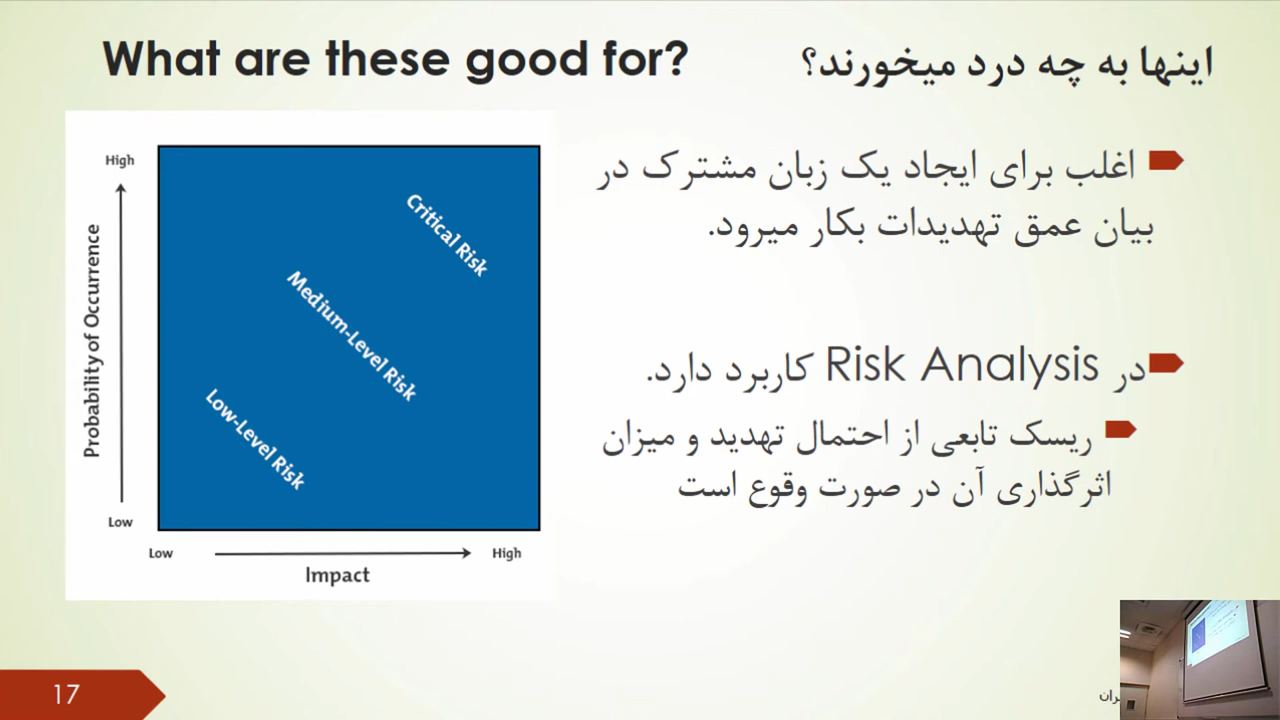 What are these good for?
اینها به چه درد میخورند؟
اغلب برای ایجاد یک زبان مشترک در
بیان عمق تهدیدات بکار میرود.
در Risk Analysis کاربرد دارد.
ریسک تابعی از احتمال تهدید و میزان
اثرگذاری آن در صورت وقوع است
High
Probability of Occurrence
Low
Critical Risk
Medium-Level Risk
Low-Level Risk
Low
High
Impact
17